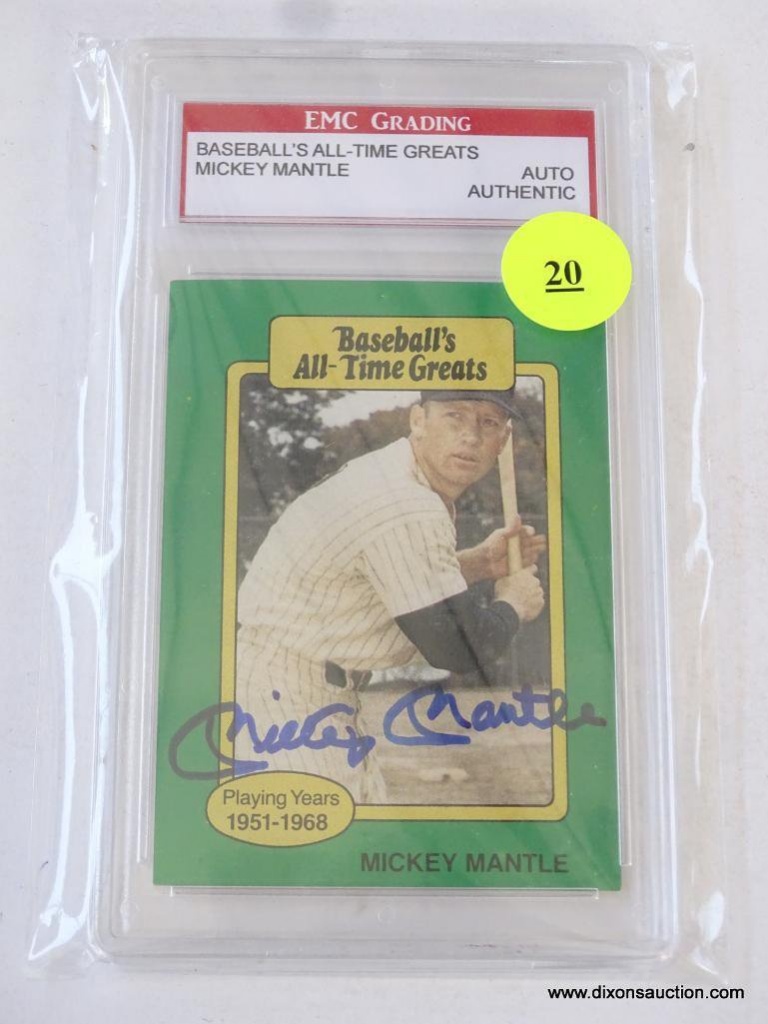 EMC GRADING
BASEBALL'S ALL-TIME GREATS
MICKEY MANTLE
AUTO
AUTHENTIC
20
Baseball's
All-Time Greats
Mickey Mantle
Playing Years
1951-1968
MICKEY MANTLE
www.dixonsauction.com